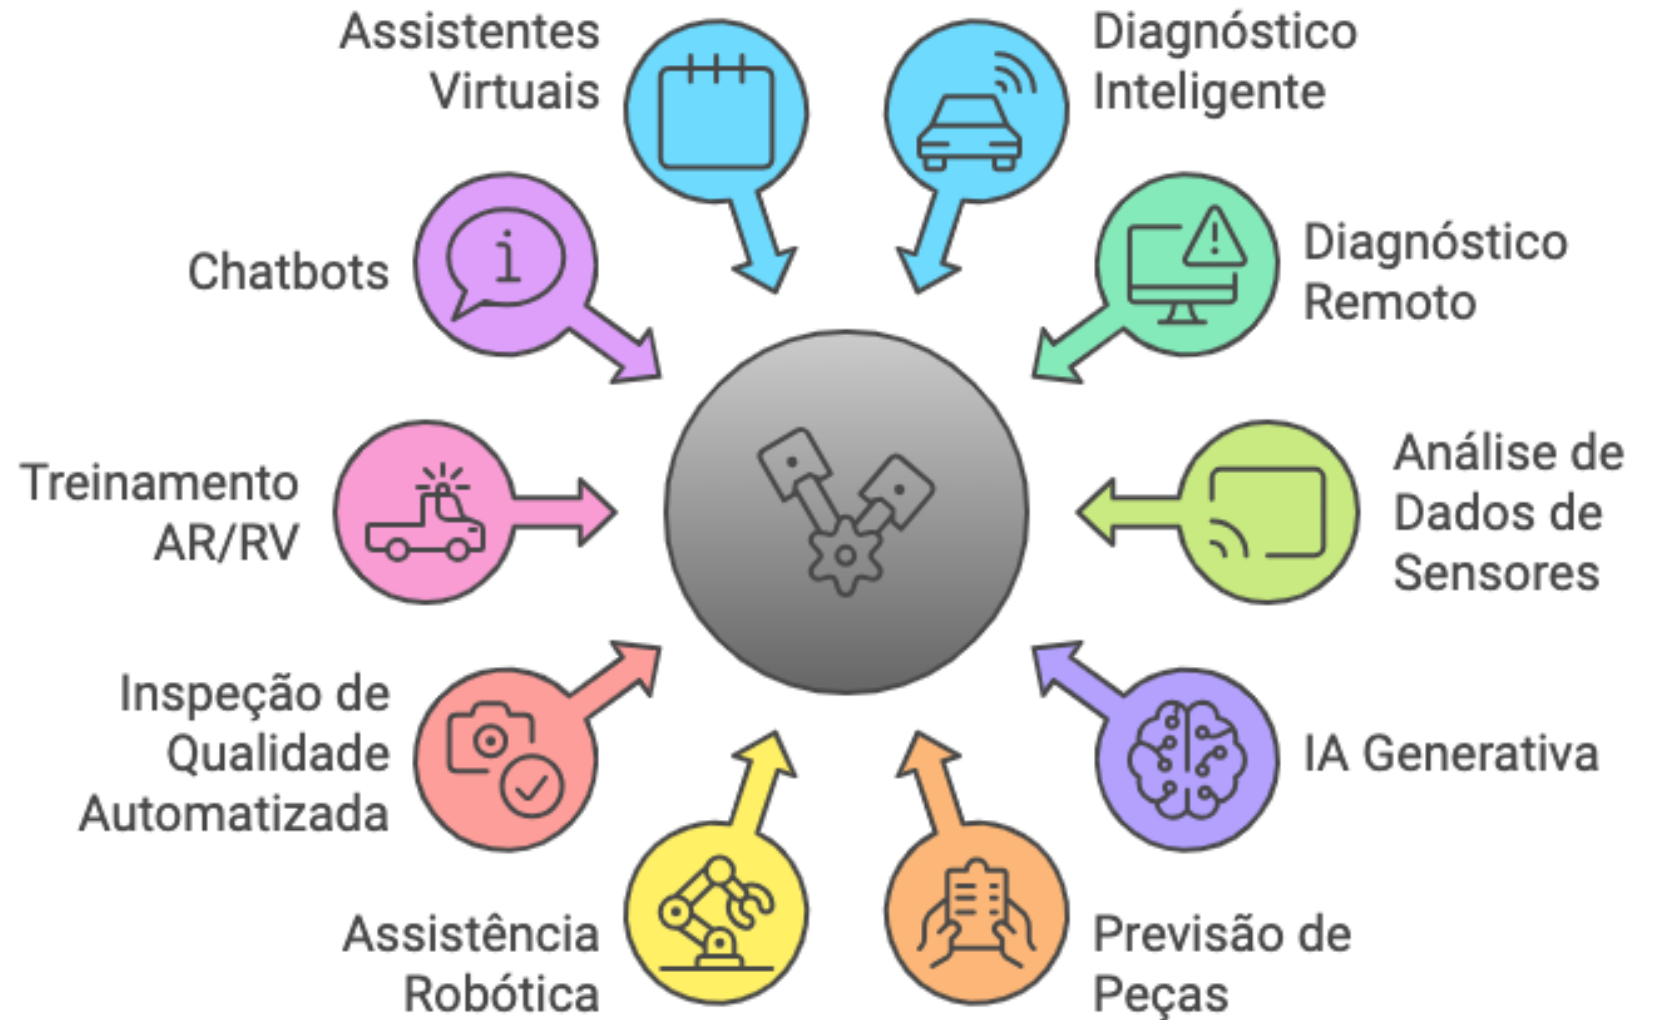 Assistentes
Virtuais
Diagnóstico
Inteligente
Chatbots
Diagnóstico
Remoto
Treinamento
AR/RV
Análise de
Dados de
Sensores
Inspeção de
Qualidade
Automatizada
IA Generativa
Assistência
Robótica
Previsão de
Peças
i